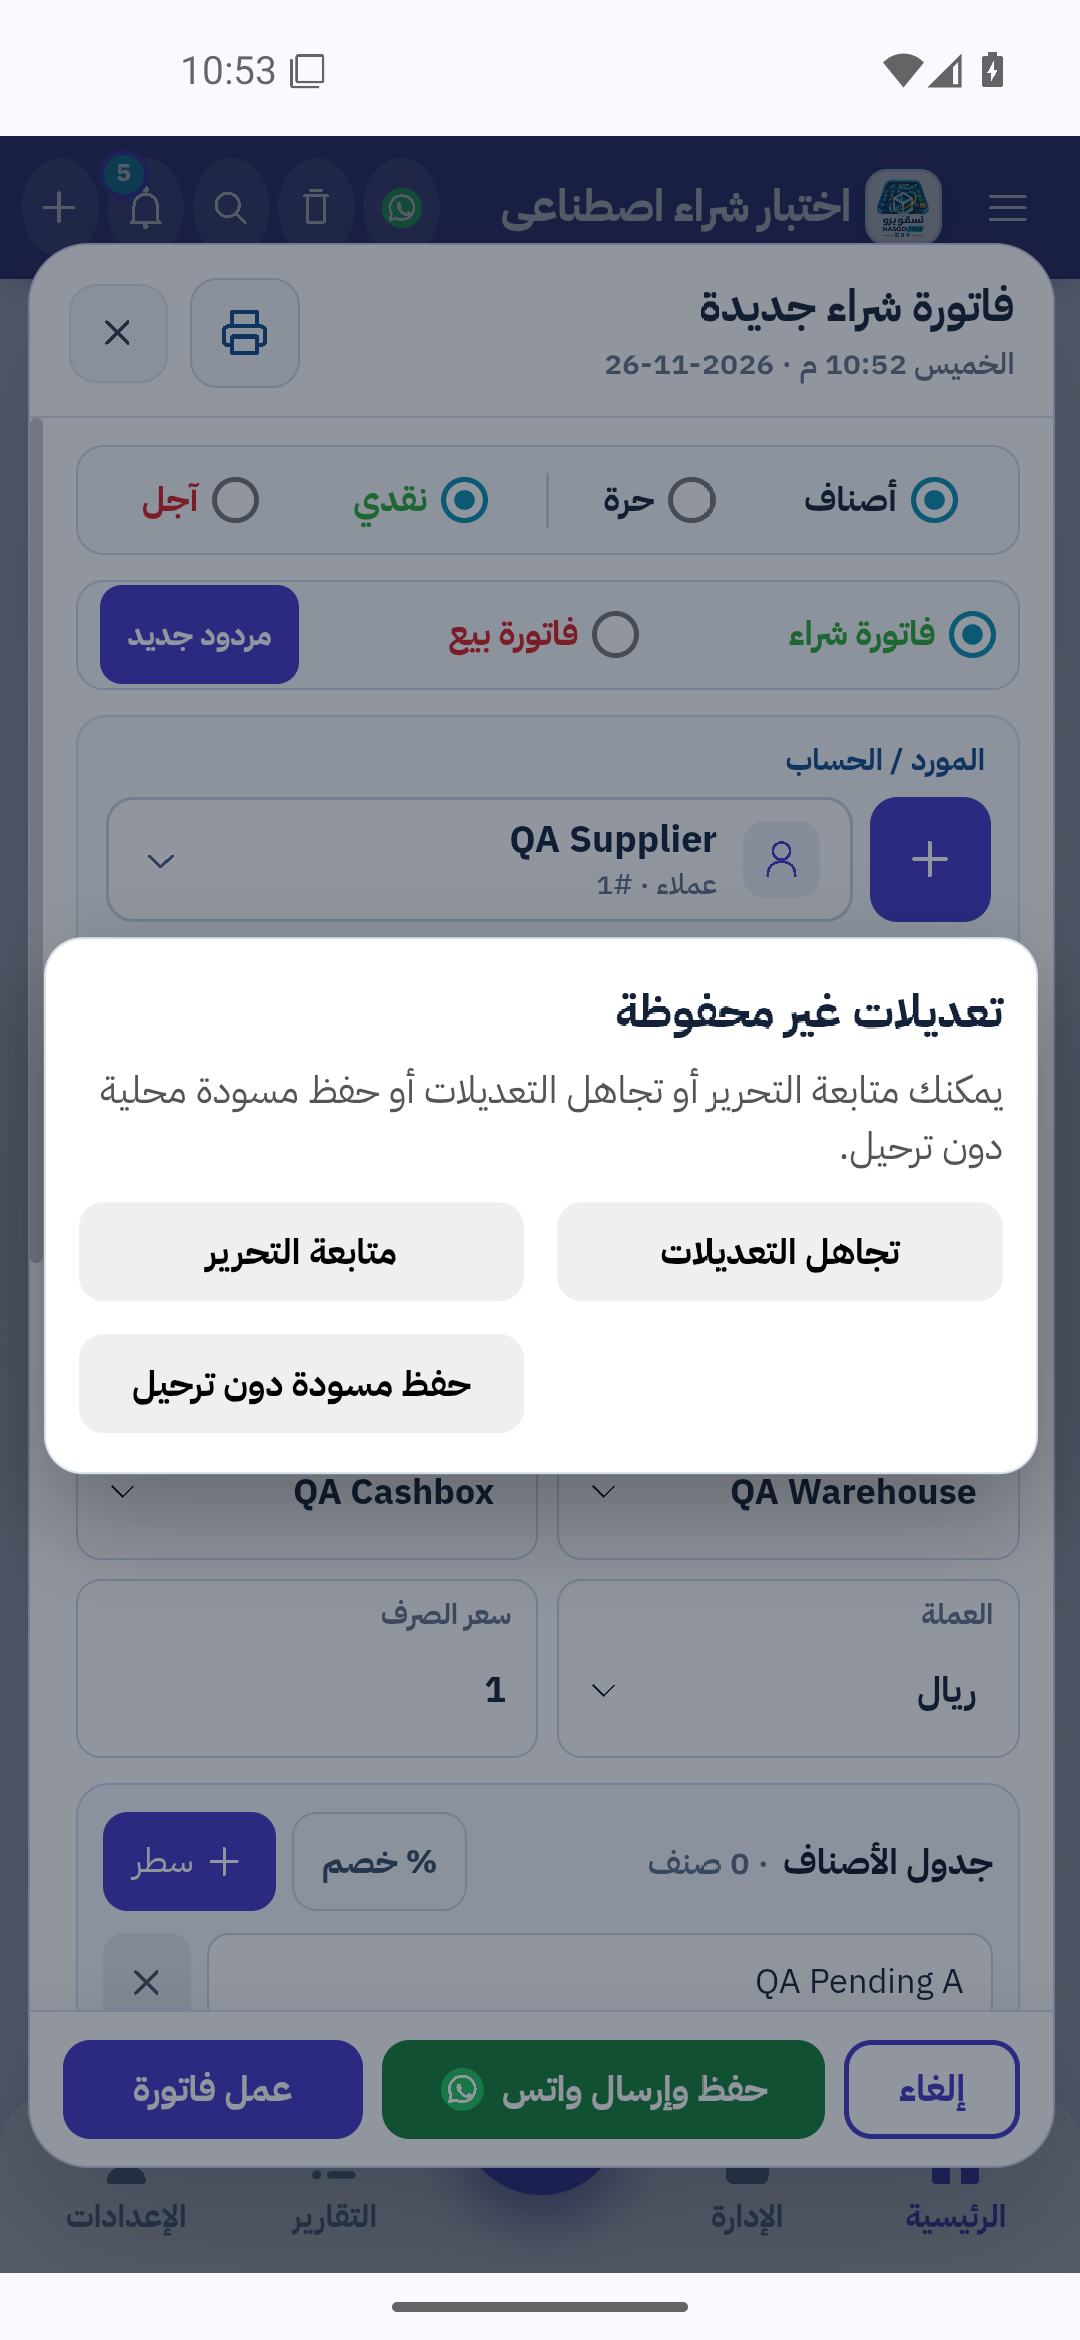 10:53
اختبار شراء اصطناعى
5
فاتورة شراء جديدة
الخميس 10:52 م · 2026-11-26
أصناف
حرة
نقدي
آجل
فاتورة شراء
فاتورة بيع
مردود جديد
المورد / الحساب
QA Supplier
عملاء · #1
تعديلات غير محفوظة
يمكنك متابعة التحرير أو تجاهل التعديلات أو حفظ مسودة محلية
دون ترحيل.
تجاهل التعديلات
متابعة التحرير
حفظ مسودة دون ترحيل
QA Warehouse
QA Cashbox
العملة
ريال
سعر الصرف
1
جدول الأصناف · 0 صنف
% خصم
سطر
QA Pending A
إلغاء
حفظ وإرسال واتس
عمل فاتورة
الرئيسية
الإدارة
التقارير
الإعدادات